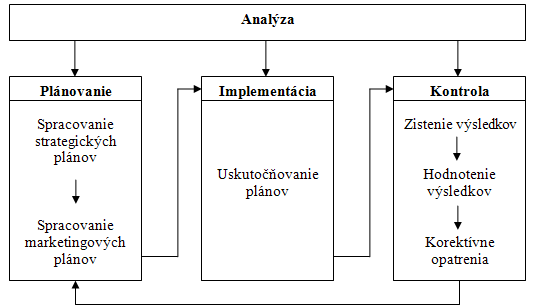 Analýza
Plánovanie
Spracovanie
strategických
plánov
Spracovanie
marketingových
plánov
Implementácia
Uskutočňovanie
plánov
Kontrola
Zistenie výsledkov
Hodnotenie
výsledkov
Korektívne
opatrenia